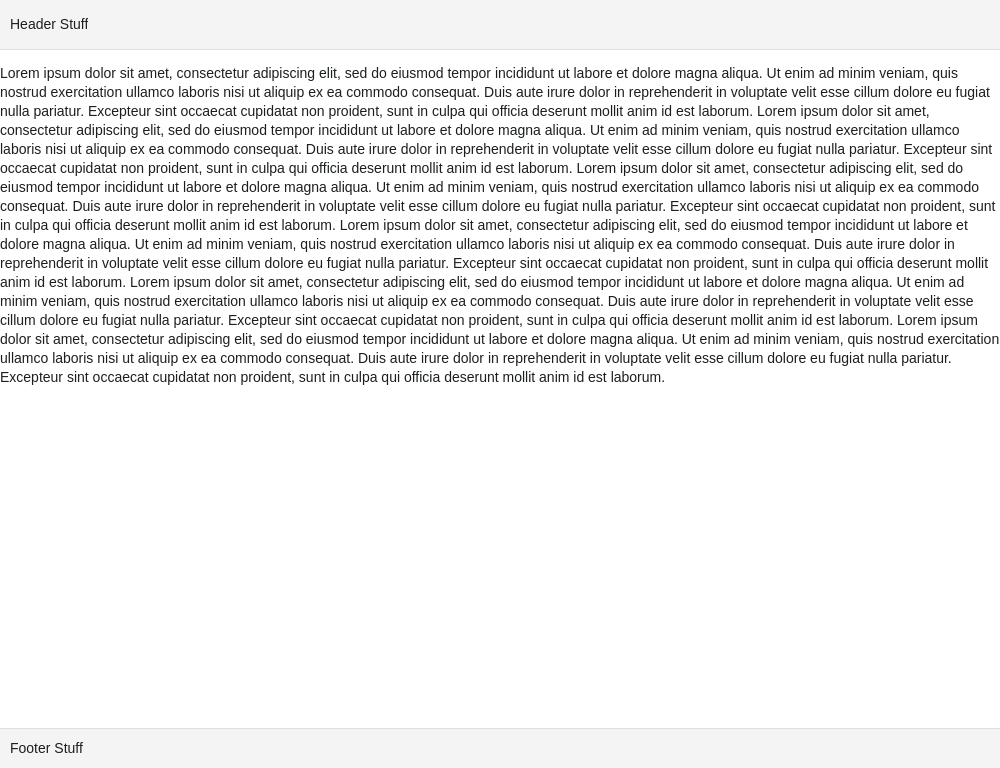 Header Stuff
Lorem ipsum dolor sit amet, consectetur adipiscing elit, sed do eiusmod tempor incididunt ut labore et dolore magna aliqua. Ut enim ad minim veniam, quis
nostrud exercitation ullamco laboris nisi ut aliquip ex ea commodo consequat. Duis aute irure dolor in reprehenderit in voluptate velit esse cillum dolore eu fugiat
nulla pariatur. Excepteur sint occaecat cupidatat non proident, sunt in culpa qui officia deserunt mollit anim id est laborum. Lorem ipsum dolor sit amet,
consectetur adipiscing elit, sed do eiusmod tempor incididunt ut labore et dolore magna aliqua. Ut enim ad minim veniam, quis nostrud exercitation ullamco
laboris nisi ut aliquip ex ea commodo consequat. Duis aute irure dolor in reprehenderit in voluptate velit esse cillum dolore eu fugiat nulla pariatur. Excepteur sint
occaecat cupidatat non proident, sunt in culpa qui officia deserunt mollit anim id est laborum. Lorem ipsum dolor sit amet, consectetur adipiscing elit, sed do
eiusmod tempor incididunt ut labore et dolore magna aliqua. Ut enim ad minim veniam, quis nostrud exercitation ullamco laboris nisi ut aliquip ex ea commodo
consequat. Duis aute irure dolor in reprehenderit in voluptate velit esse cillum dolore eu fugiat nulla pariatur. Excepteur sint occaecat cupidatat non proident, sunt
in culpa qui officia deserunt mollit anim id est laborum. Lorem ipsum dolor sit amet, consectetur adipiscing elit, sed do eiusmod tempor incididunt ut labore et
dolore magna aliqua. Ut enim ad minim veniam, quis nostrud exercitation ullamco laboris nisi ut aliquip ex ea commodo consequat. Duis aute irure dolor in
reprehenderit in voluptate velit esse cillum dolore eu fugiat nulla pariatur. Excepteur sint occaecat cupidatat non proident, sunt in culpa qui officia deserunt mollit
anim id est laborum. Lorem ipsum dolor sit amet, consectetur adipiscing elit, sed do eiusmod tempor incididunt ut labore et dolore magna aliqua. Ut enim ad
minim veniam, quis nostrud exercitation ullamco laboris nisi ut aliquip ex ea commodo consequat. Duis aute irure dolor in reprehenderit in voluptate velit esse
cillum dolore eu fugiat nulla pariatur. Excepteur sint occaecat cupidatat non proident, sunt in culpa qui officia deserunt mollit anim id est laborum. Lorem ipsum
dolor sit amet, consectetur adipiscing elit, sed do eiusmod tempor incididunt ut labore et dolore magna aliqua. Ut enim ad minim veniam, quis nostrud exercitation
ullamco laboris nisi ut aliquip ex ea commodo consequat. Duis aute irure dolor in reprehenderit in voluptate velit esse cillum dolore eu fugiat nulla pariatur.
Excepteur sint occaecat cupidatat non proident, sunt in culpa qui officia deserunt mollit anim id est laborum.
Footer Stuff